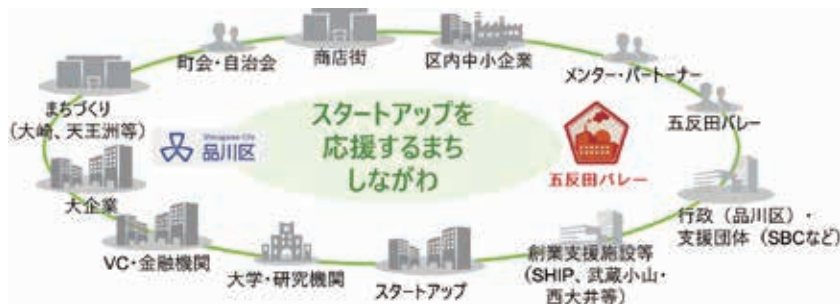 商店街
町会・自治会
区内中小企業
メンター・パートナー
まちづくり
(大崎、天王洲等)
五反田バレー
Shinagawa City
品川区
スタートアップを
応援するまち
しながわ
五反田バレー
大企業
行政（品川区）・
支援団体（SBCなど）
VC・金融機関
大学・研究機関
スタートアップ
創業支援施設等
(SHIP、武蔵小山・
西大井等)